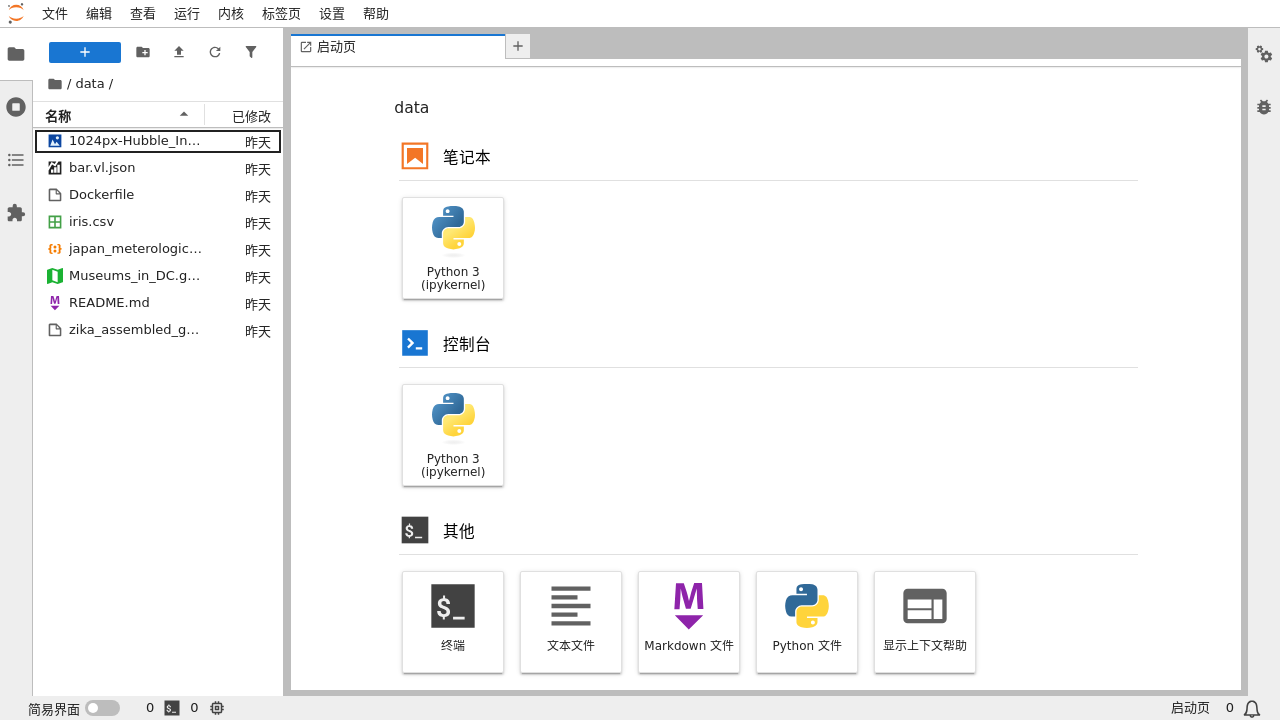 文件 编辑 查看 运行 内核 标签页 设置 帮助
启动页
/ data /
名称 已修改
1024px-Hubble_In... 昨天
bar.vl.json 昨天
Dockerfile 昨天
iris.csv 昨天
japan_meterologic... 昨天
Museums_in_DC.g... 昨天
README.md 昨天
zika_assembled_g... 昨天
data
笔记本
Python 3
(ipykernel)
控制台
Python 3
(ipykernel)
其他
终端 文本文件 Markdown 文件 Python 文件 显示上下文帮助
简易界面 0 0 启动页 0